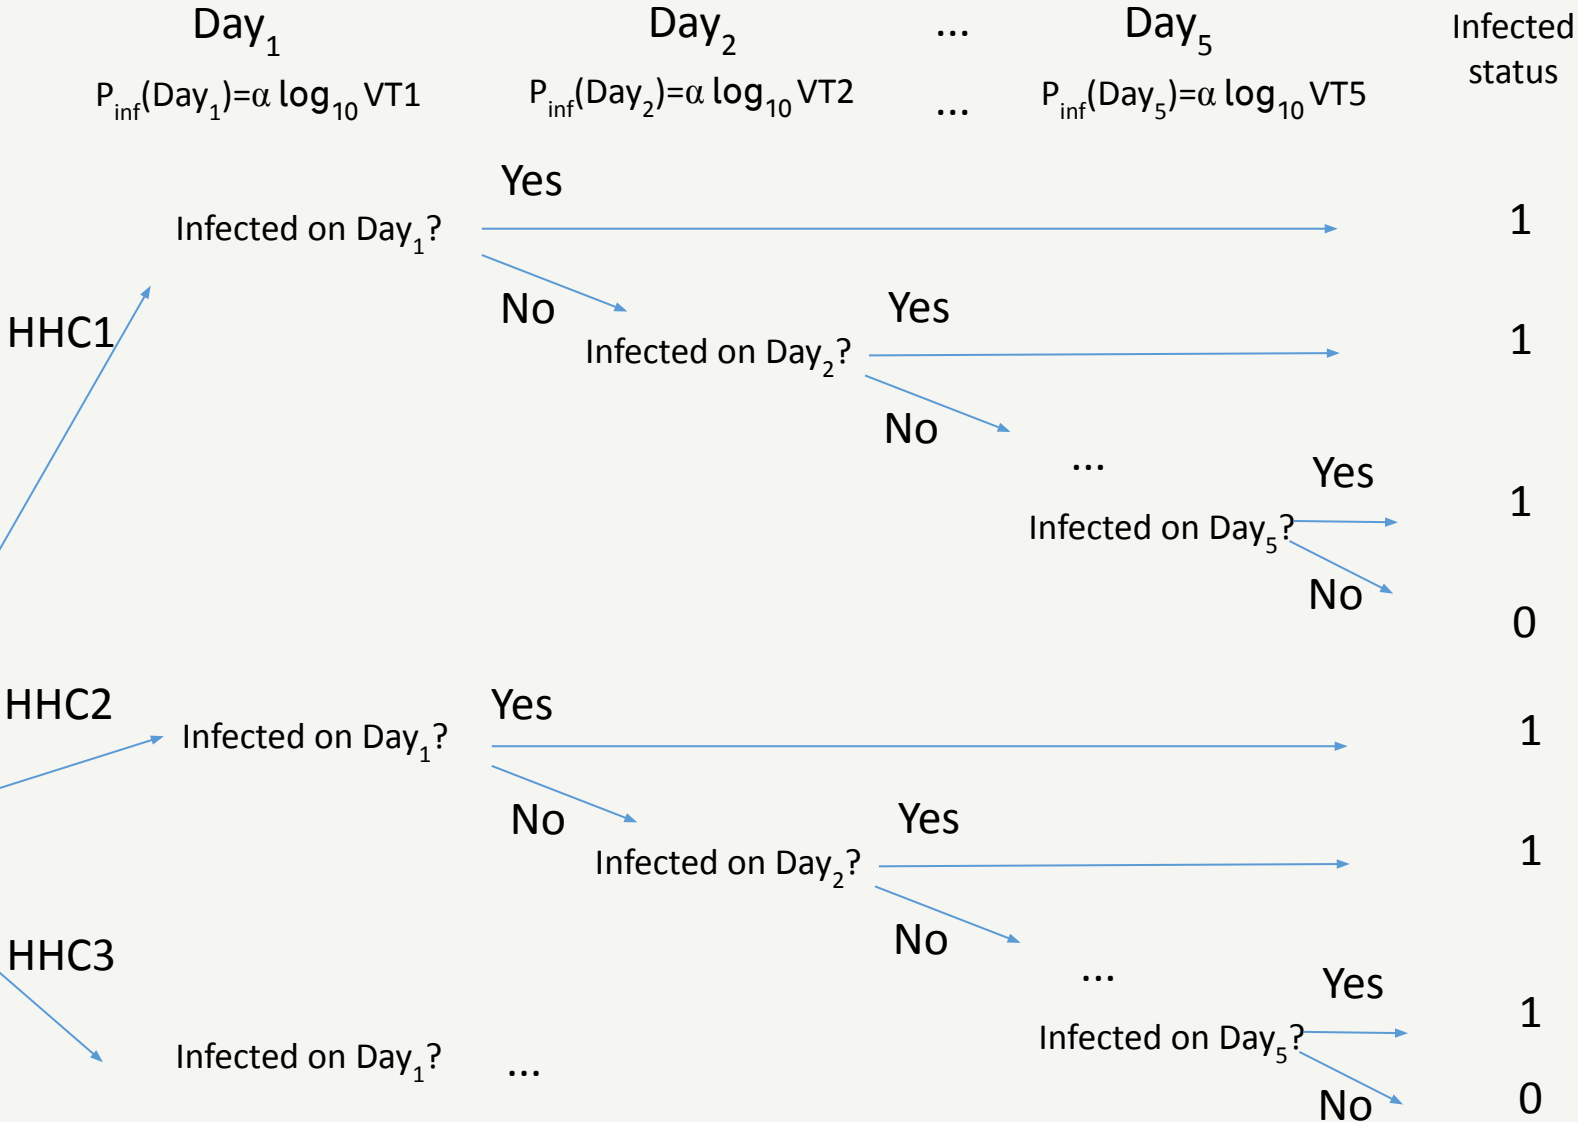 Day₁ Day₂ ... Day₅ Infected status
P_inf(Day₁)=α log₁₀ VT1 P_inf(Day₂)=α log₁₀ VT2 ... P_inf(Day₅)=α log₁₀ VT5
Yes
Infected on Day₁? 1
No
HHC1
Yes
Infected on Day₂? 1
No
...
Yes
Infected on Day₅? 1
No
0
HHC2
Yes
Infected on Day₁? 1
No
Yes
Infected on Day₂? 1
No
HHC3
...
Yes
Infected on Day₅? 1
Infected on Day₁? ...
No 0